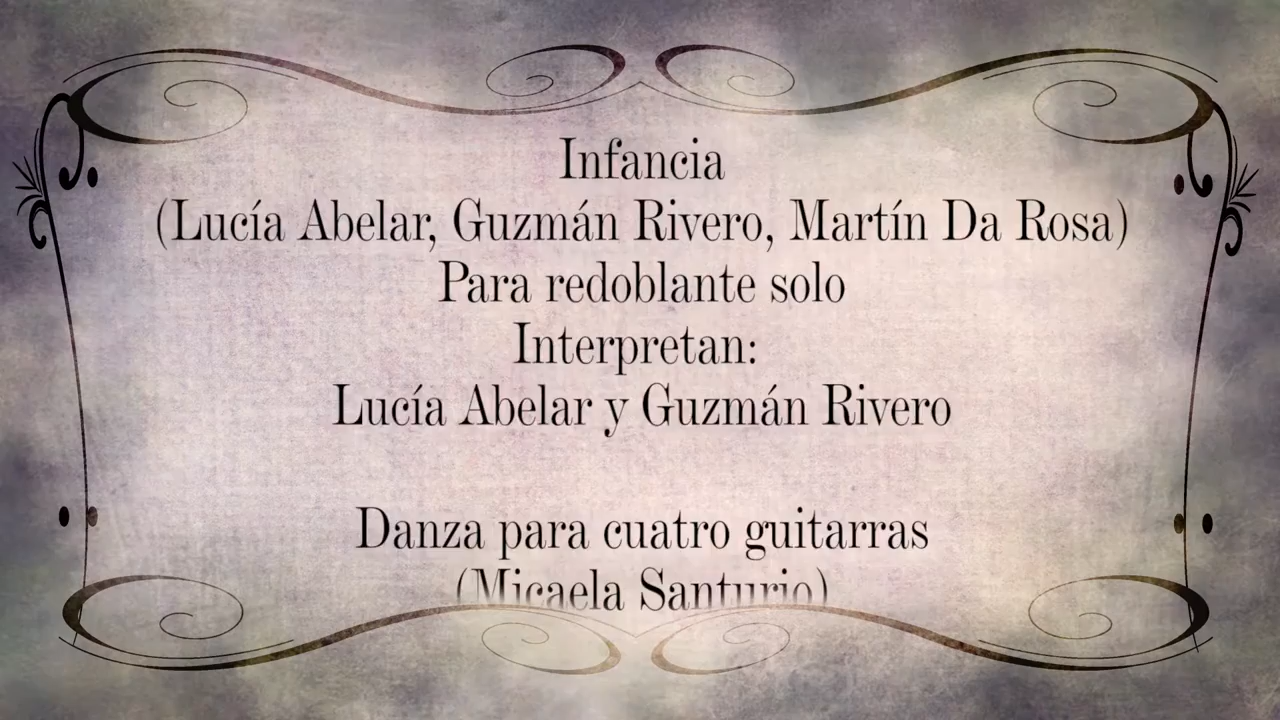 Infancia
(Lucía Abelar, Guzmán Rivero, Martín Da Rosa)
Para redoblante solo
Interpretan:
Lucía Abelar y Guzmán Rivero
Danza para cuatro guitarras
(Micaela Santurio)